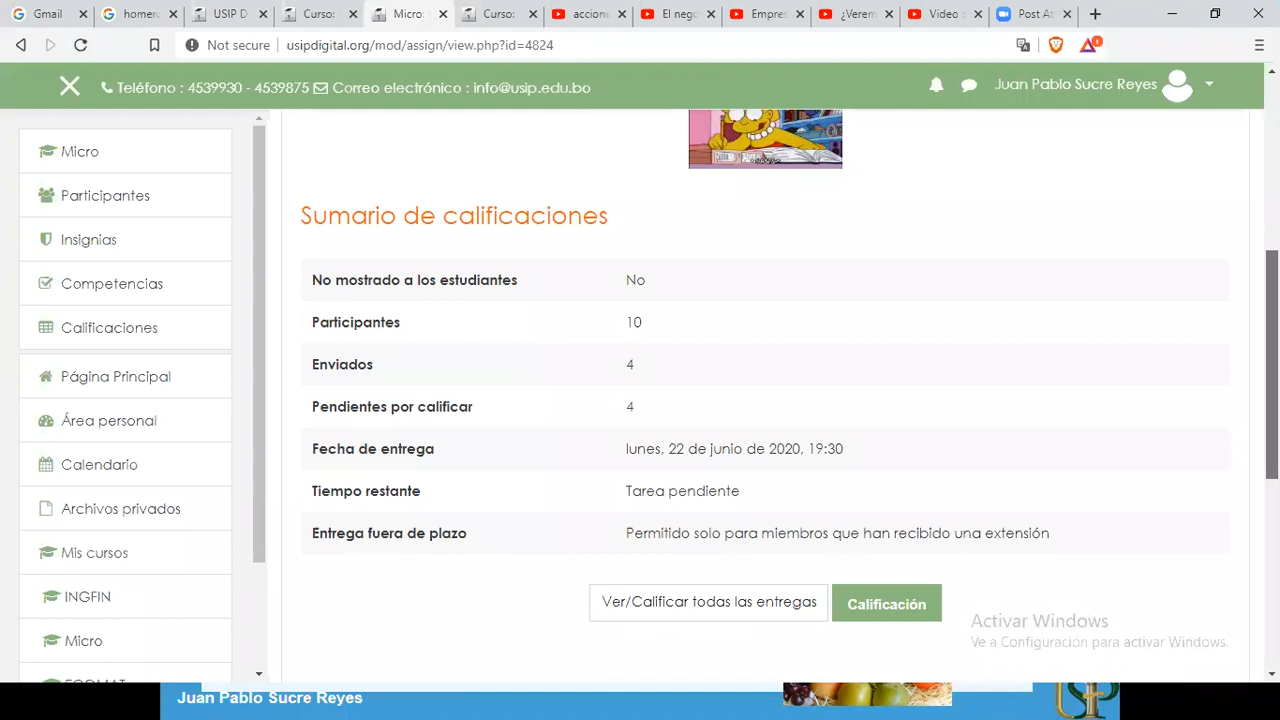 Gmail
homero
USIP D
Curso: s
Micro:
Curso:
accione
El nego
Empres
¿Verem
Video S
Post At
Not secure
usipdigital.org/mod/assign/view.php?id=4824
1
Teléfono : 4539930 - 4539875 Correo electrónico : info@usip.edu.bo
Juan Pablo Sucre Reyes
Micro
Participantes
Insignias
Competencias
Calificaciones
Página Principal
Área personal
Calendario
Archivos privados
Mis cursos
INGFIN
Micro
Sumario de calificaciones
No mostrado a los estudiantes No
Participantes 10
Enviados 4
Pendientes por calificar 4
Fecha de entrega lunes, 22 de junio de 2020, 19:30
Tiempo restante Tarea pendiente
Entrega fuera de plazo Permitido solo para miembros que han recibido una extensión
Ver/Calificar todas las entregas Calificación
Activar Windows
Ve a Configuración para activar Windows.
Juan Pablo Sucre Reyes